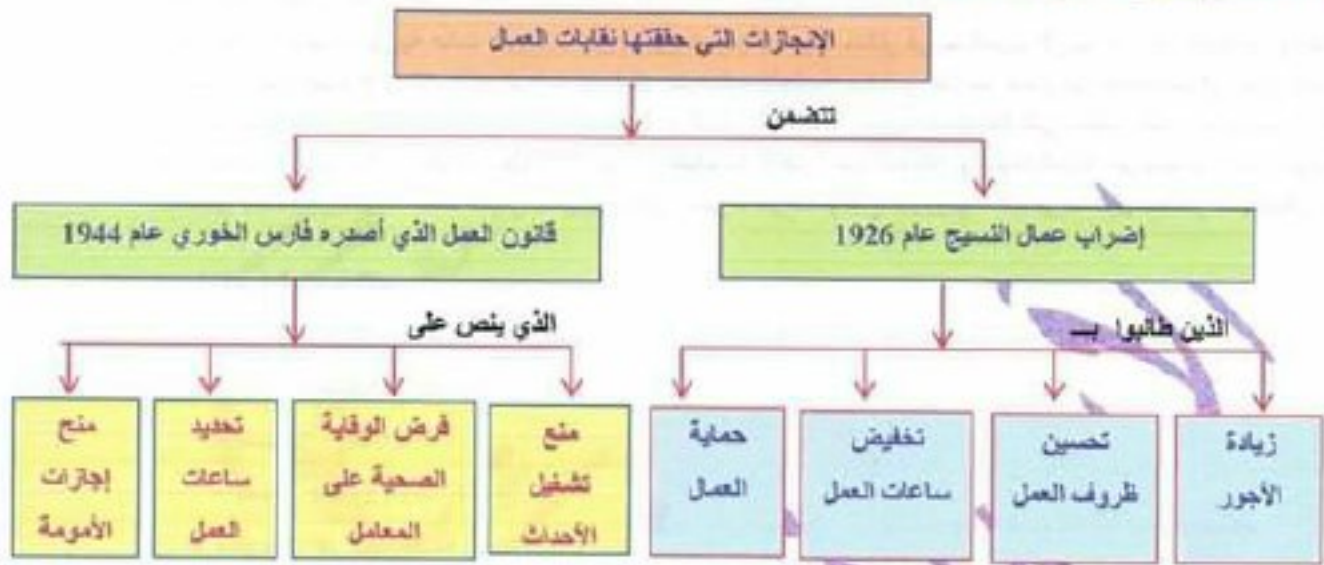 الإنجازات التي حققتها نقابات العمال
تتضمن
إضراب عمال النسيج عام 1926
قانون العمل الذي أصدره فارس الخوري عام 1944
الذين طالبوا بـــ
الذي ينص على
زيادة
الأجور
تحسين
ظروف العمل
تخفيض
ساعات العمل
حماية
العمال
منع
تشغيل
الأحداث
فرض الوقاية
الصحية على
المعامل
تحديد
ساعات
العمل
منح
إجازات
الأمومة